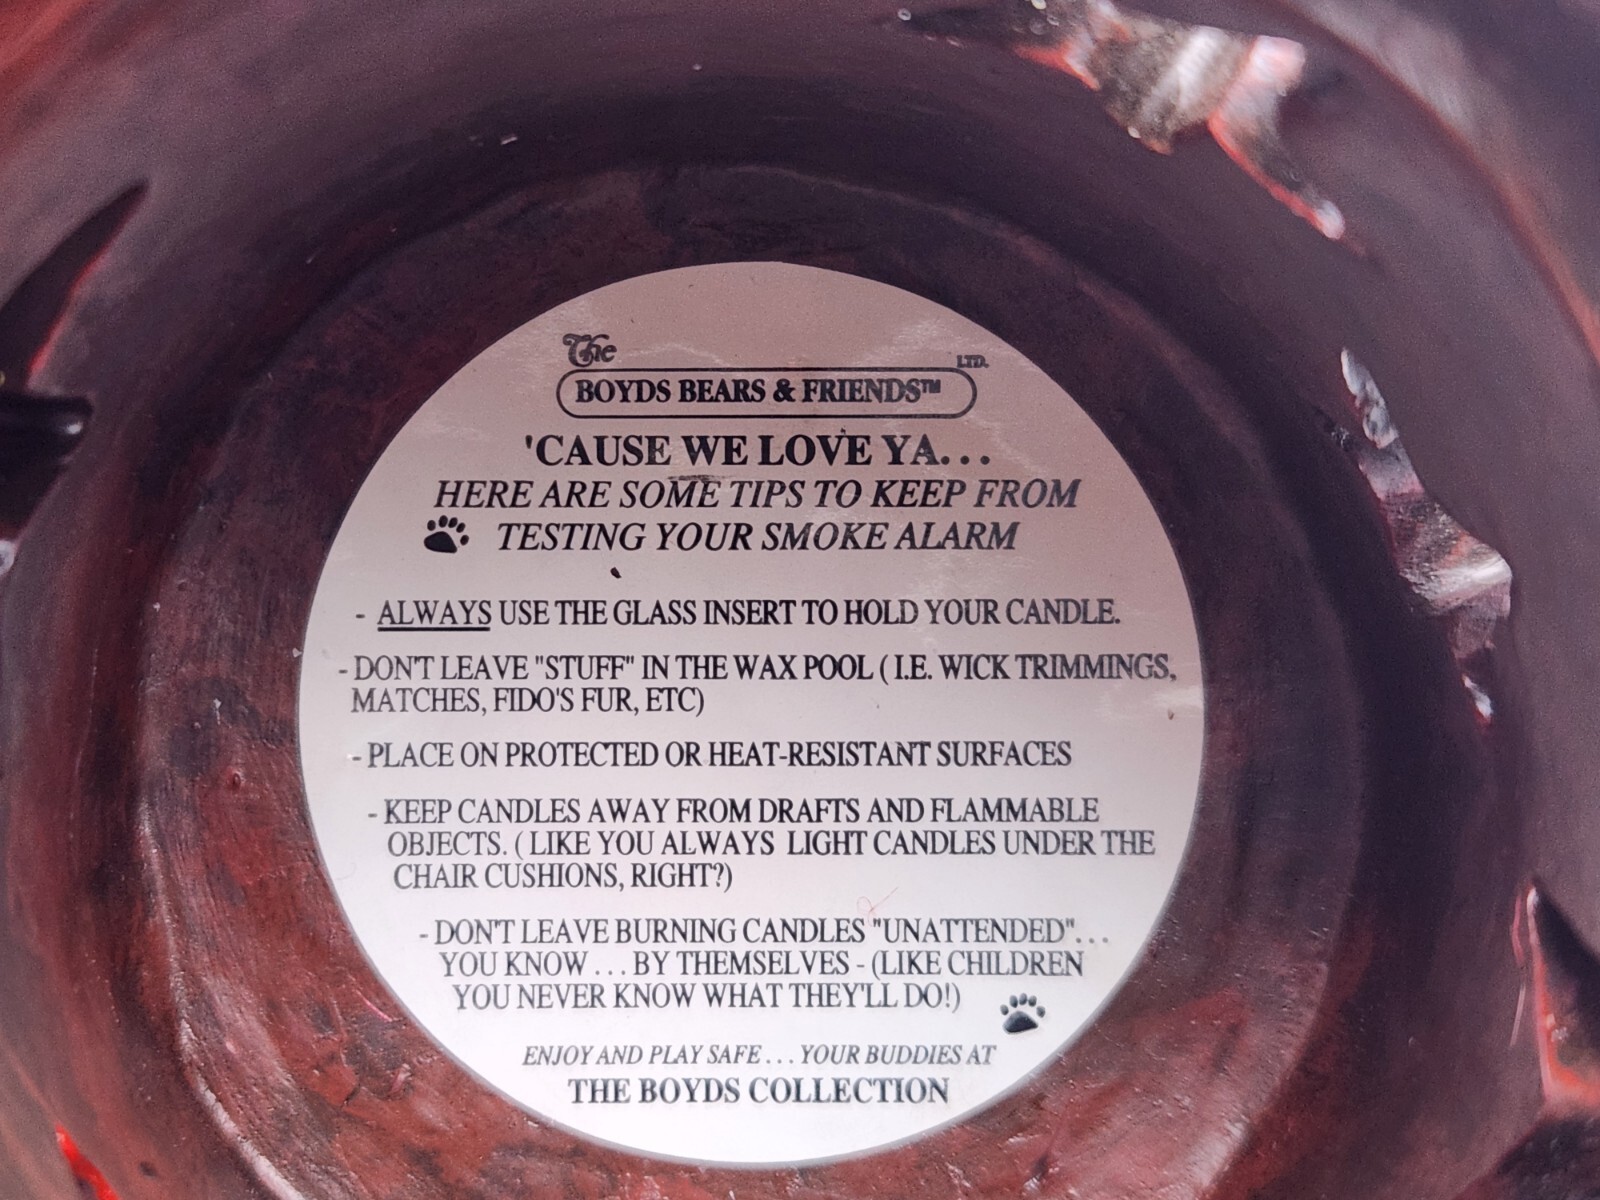 The
LTD.
BOYDS BEARS & FRIENDS™
'CAUSE WE LOVE YA...
HERE ARE SOME TIPS TO KEEP FROM
TESTING YOUR SMOKE ALARM
- ALWAYS USE THE GLASS INSERT TO HOLD YOUR CANDLE.
- DON'T LEAVE "STUFF" IN THE WAX POOL ( I.E. WICK TRIMMINGS,
MATCHES, FIDO'S FUR, ETC)
- PLACE ON PROTECTED OR HEAT-RESISTANT SURFACES
- KEEP CANDLES AWAY FROM DRAFTS AND FLAMMABLE
OBJECTS. ( LIKE YOU ALWAYS LIGHT CANDLES UNDER THE
CHAIR CUSHIONS, RIGHT?)
- DON'T LEAVE BURNING CANDLES "UNATTENDED"...
YOU KNOW ... BY THEMSELVES - (LIKE CHILDREN
YOU NEVER KNOW WHAT THEY'LL DO!)
ENJOY AND PLAY SAFE ... YOUR BUDDIES AT
THE BOYDS COLLECTION